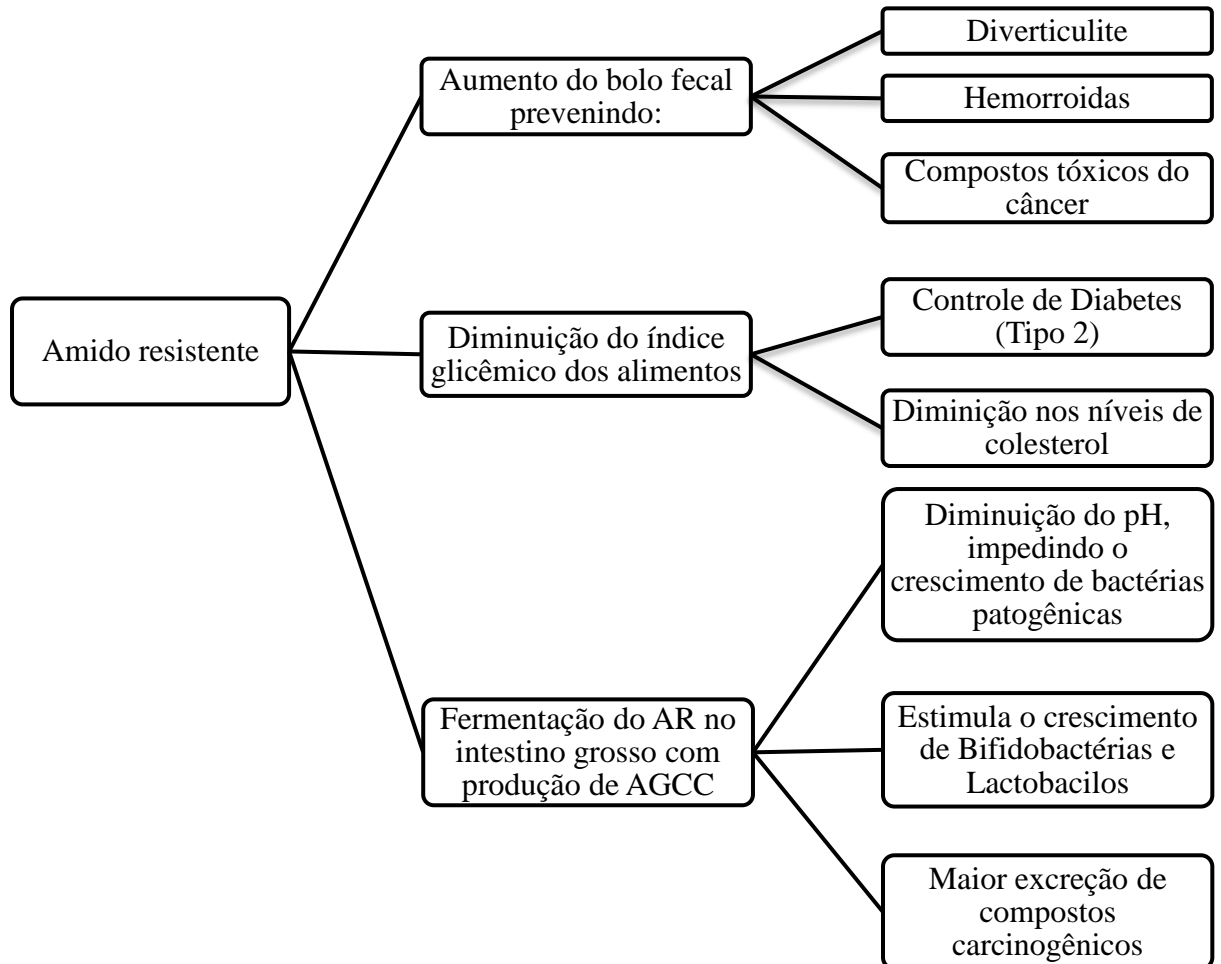 Amido resistente
Aumento do bolo fecal
prevenindo:
Diverticulite
Hemorroidas
Compostos tóxicos do
câncer
Diminuição do índice
glicêmico dos alimentos
Controle de Diabetes
(Tipo 2)
Diminição nos níveis de
colesterol
Fermentação do AR no
intestino grosso com
produção de AGCC
Diminuição do pH,
impedindo o
crescimento de bactérias
patogênicas
Estimula o crescimento
de Bifidobactérias e
Lactobacilos
Maior excreção de
compostos
carcinogênicos